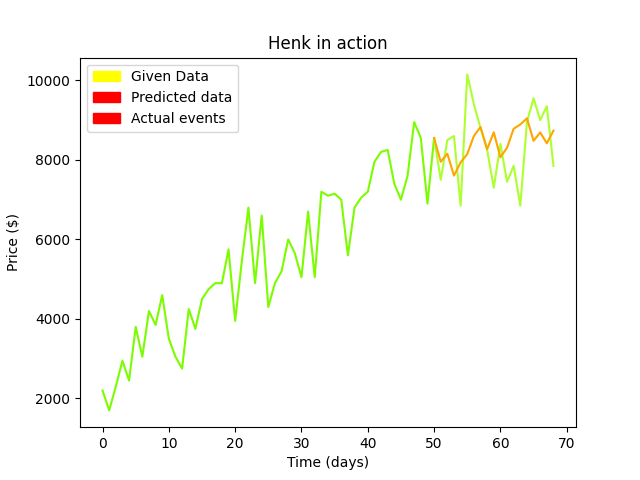 Henk in action
Given Data
Predicted data
Actual events
10000
8000
6000
4000
2000
Price ($)
0 10 20 30 40 50 60 70
Time (days)